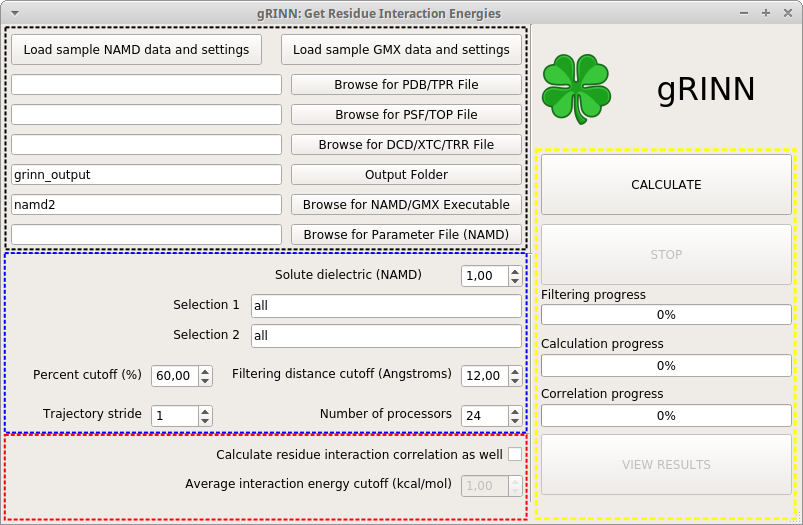 gRINN: Get Residue Interaction Energies
Load sample NAMD data and settings
Load sample GMX data and settings
Browse for PDB/TPR File
Browse for PSF/TOP File
Browse for DCD/XTC/TRR File
grinn_output
Output Folder
namd2
Browse for NAMD/GMX Executable
Browse for Parameter File (NAMD)
Solute dielectric (NAMD)
1,00
Selection 1
all
Selection 2
all
Percent cutoff (%)
60,00
Filtering distance cutoff (Angstroms)
12,00
Trajectory stride
1
Number of processors
24
Calculate residue interaction correlation as well
Average interaction energy cutoff (kcal/mol)
1,00
gRINN
CALCULATE
STOP
Filtering progress
0%
Calculation progress
0%
Correlation progress
0%
VIEW RESULTS